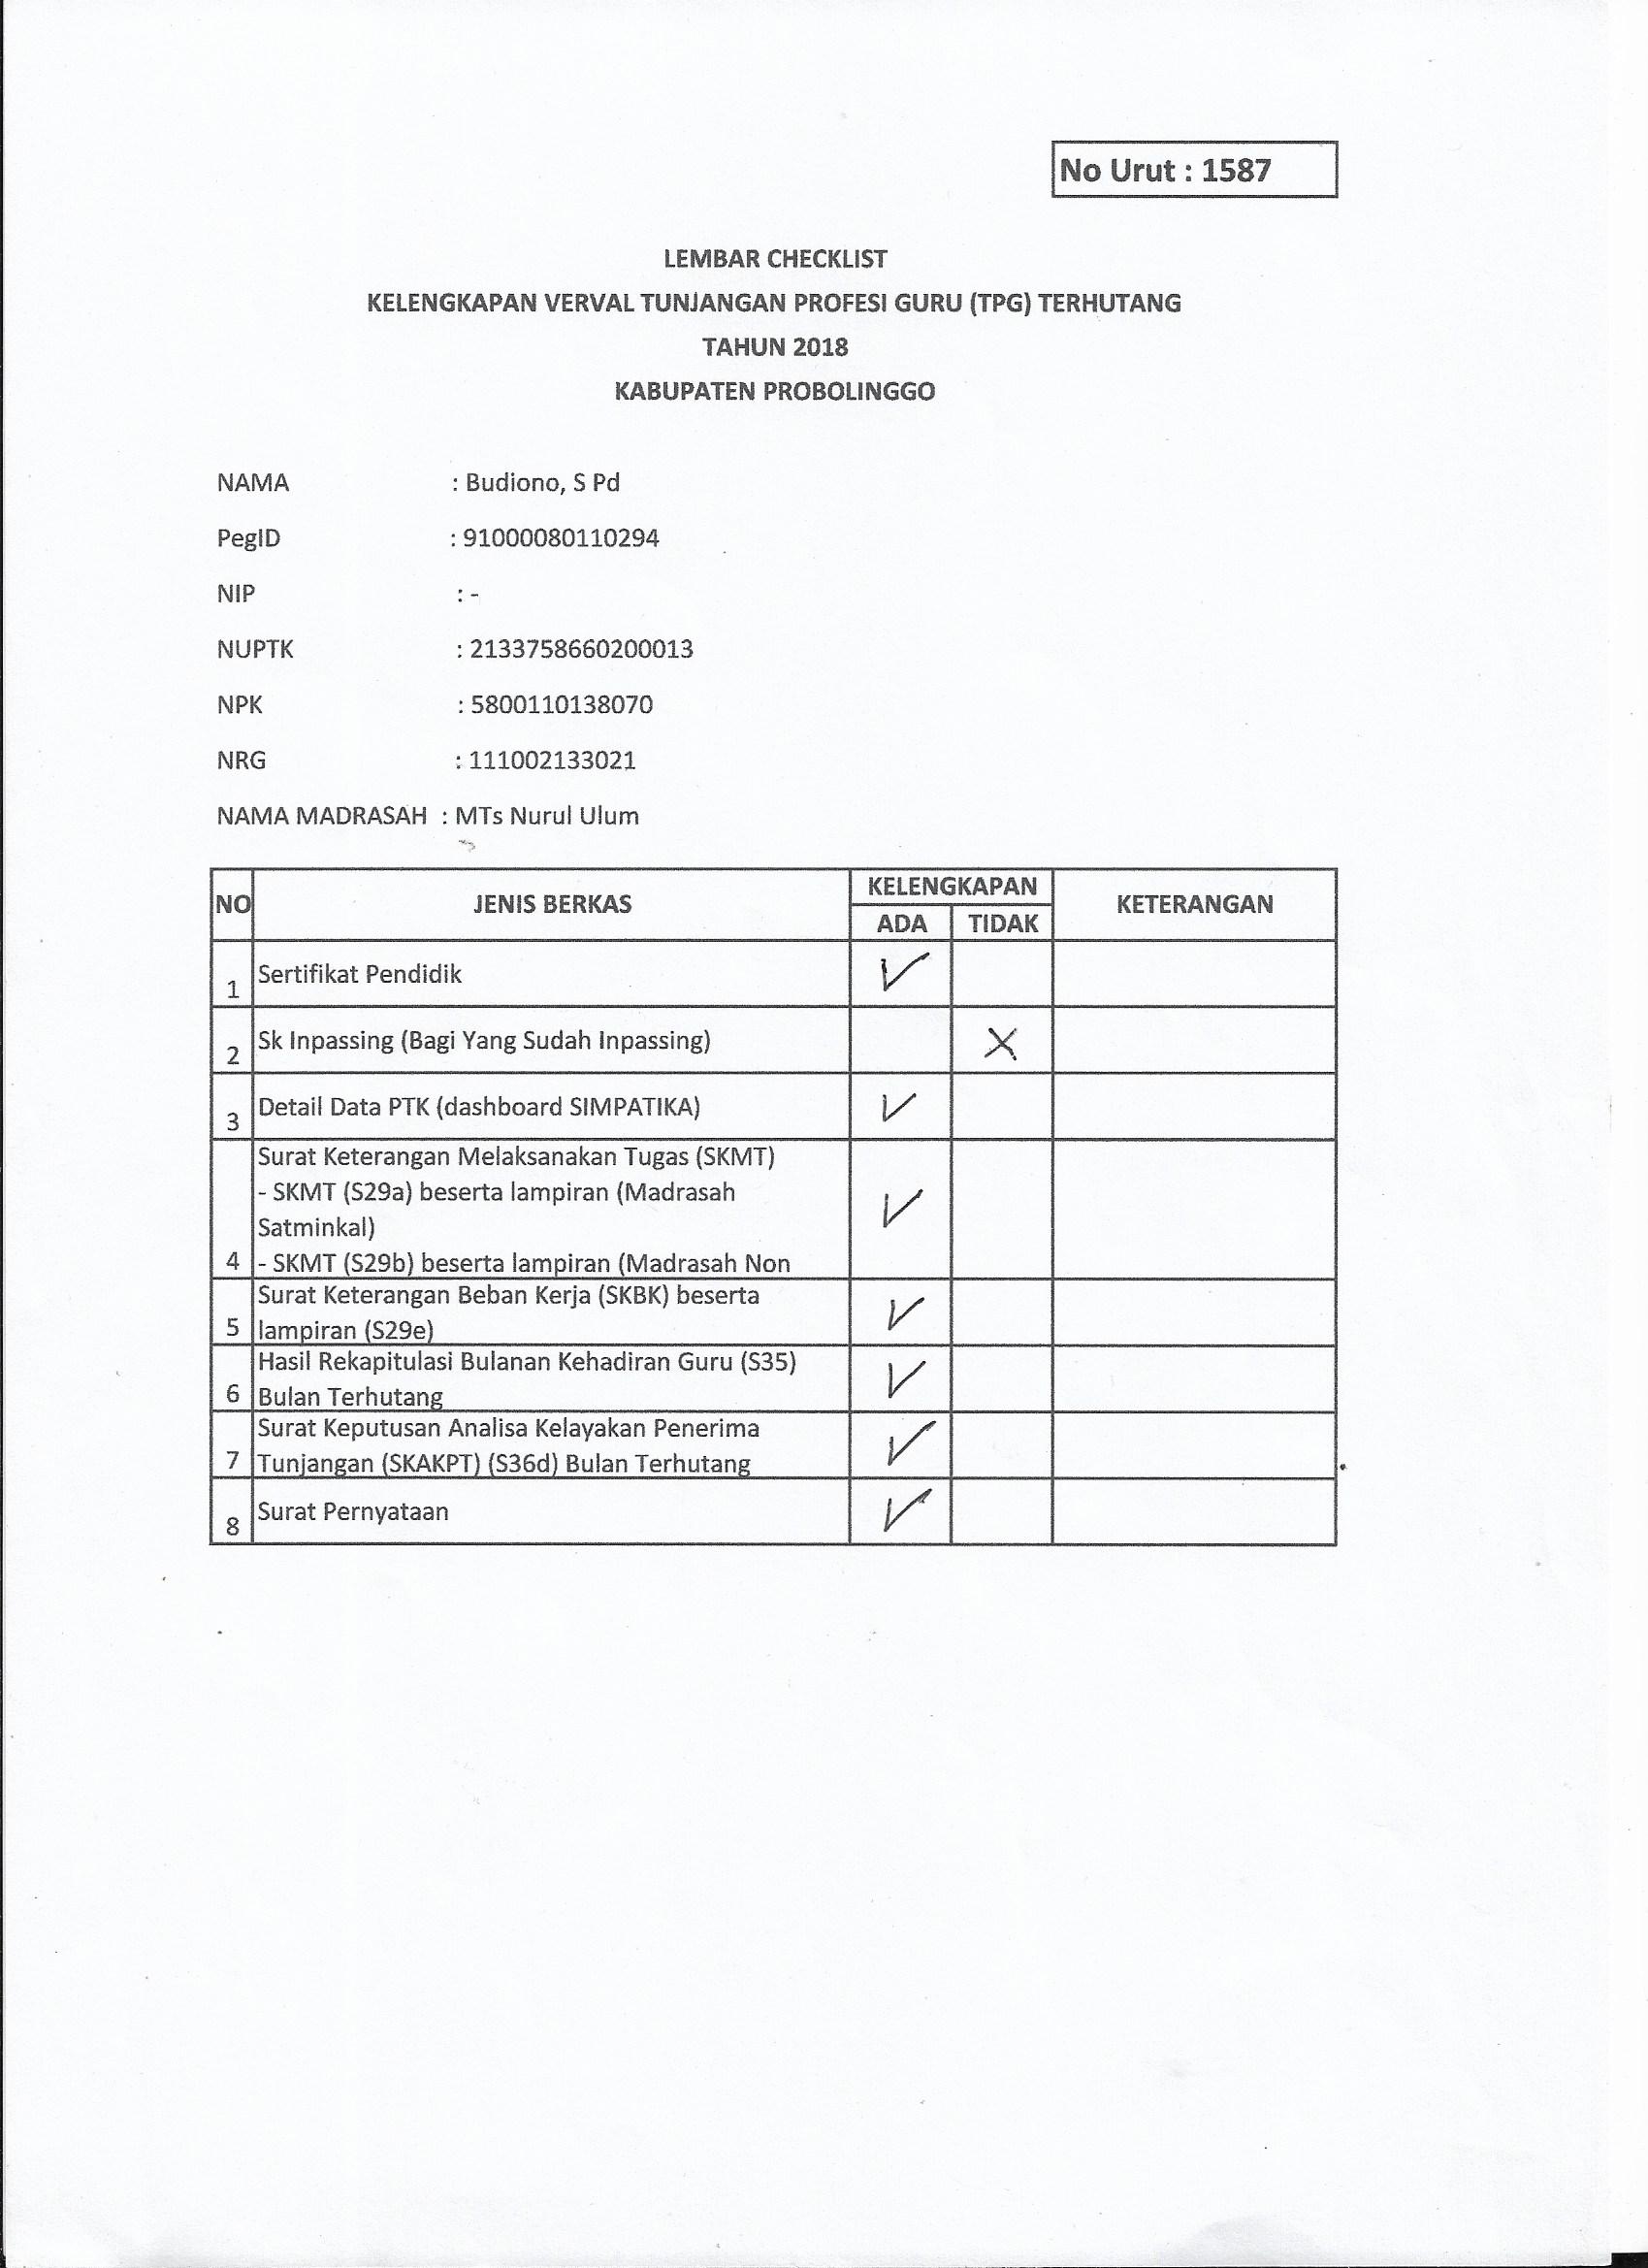 No Urut : 1587
LEMBAR CHECKLIST
KELENGKAPAN VERVAL TUNJANGAN PROFESI GURU (TPG) TERHUTANG
TAHUN 2018
KABUPATEN PROBOLINGGO
NAMA : Budiono, S Pd
PegID : 91000080110294
NIP : -
NUPTK : 2133758660200013
NPK : 5800110138070
NRG : 111002133021
NAMA MADRASAH : MTs Nurul Ulum
NO JENIS BERKAS KELENGKAPAN KETERANGAN
ADA TIDAK
1 Sertifikat Pendidik ✓
2 Sk Inpassing (Bagi Yang Sudah Inpassing) X
3 Detail Data PTK (dashboard SIMPATIKA) ✓
Surat Keterangan Melaksanakan Tugas (SKMT)
- SKMT (S29a) beserta lampiran (Madrasah ✓
Satminkal)
4 - SKMT (S29b) beserta lampiran (Madrasah Non
Surat Keterangan Beban Kerja (SKBK) beserta ✓
5 lampiran (S29e)
Hasil Rekapitulasi Bulanan Kehadiran Guru (S35) ✓
6 Bulan Terhutang
Surat Keputusan Analisa Kelayakan Penerima ✓
7 Tunjangan (SKAKPT) (S36d) Bulan Terhutang
8 Surat Pernyataan ✓